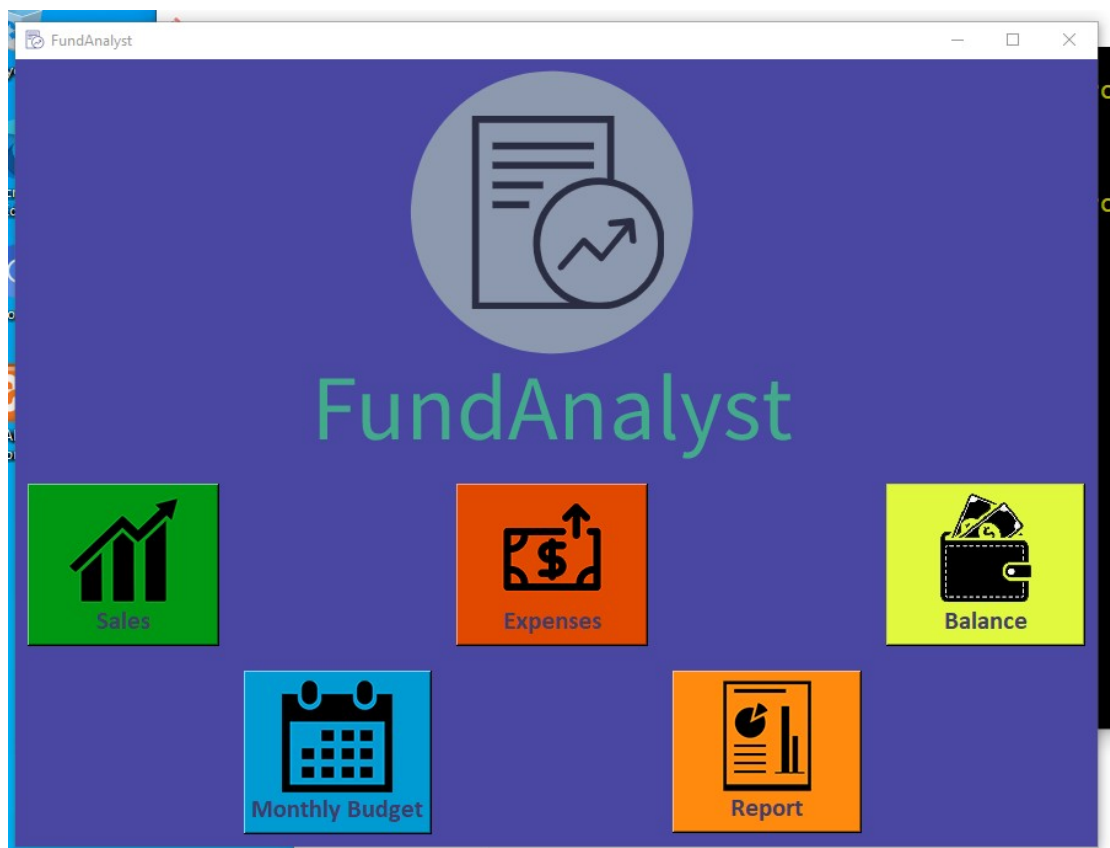 FundAnalyst
FundAnalyst
Sales
Expenses
Balance
Monthly Budget
Report